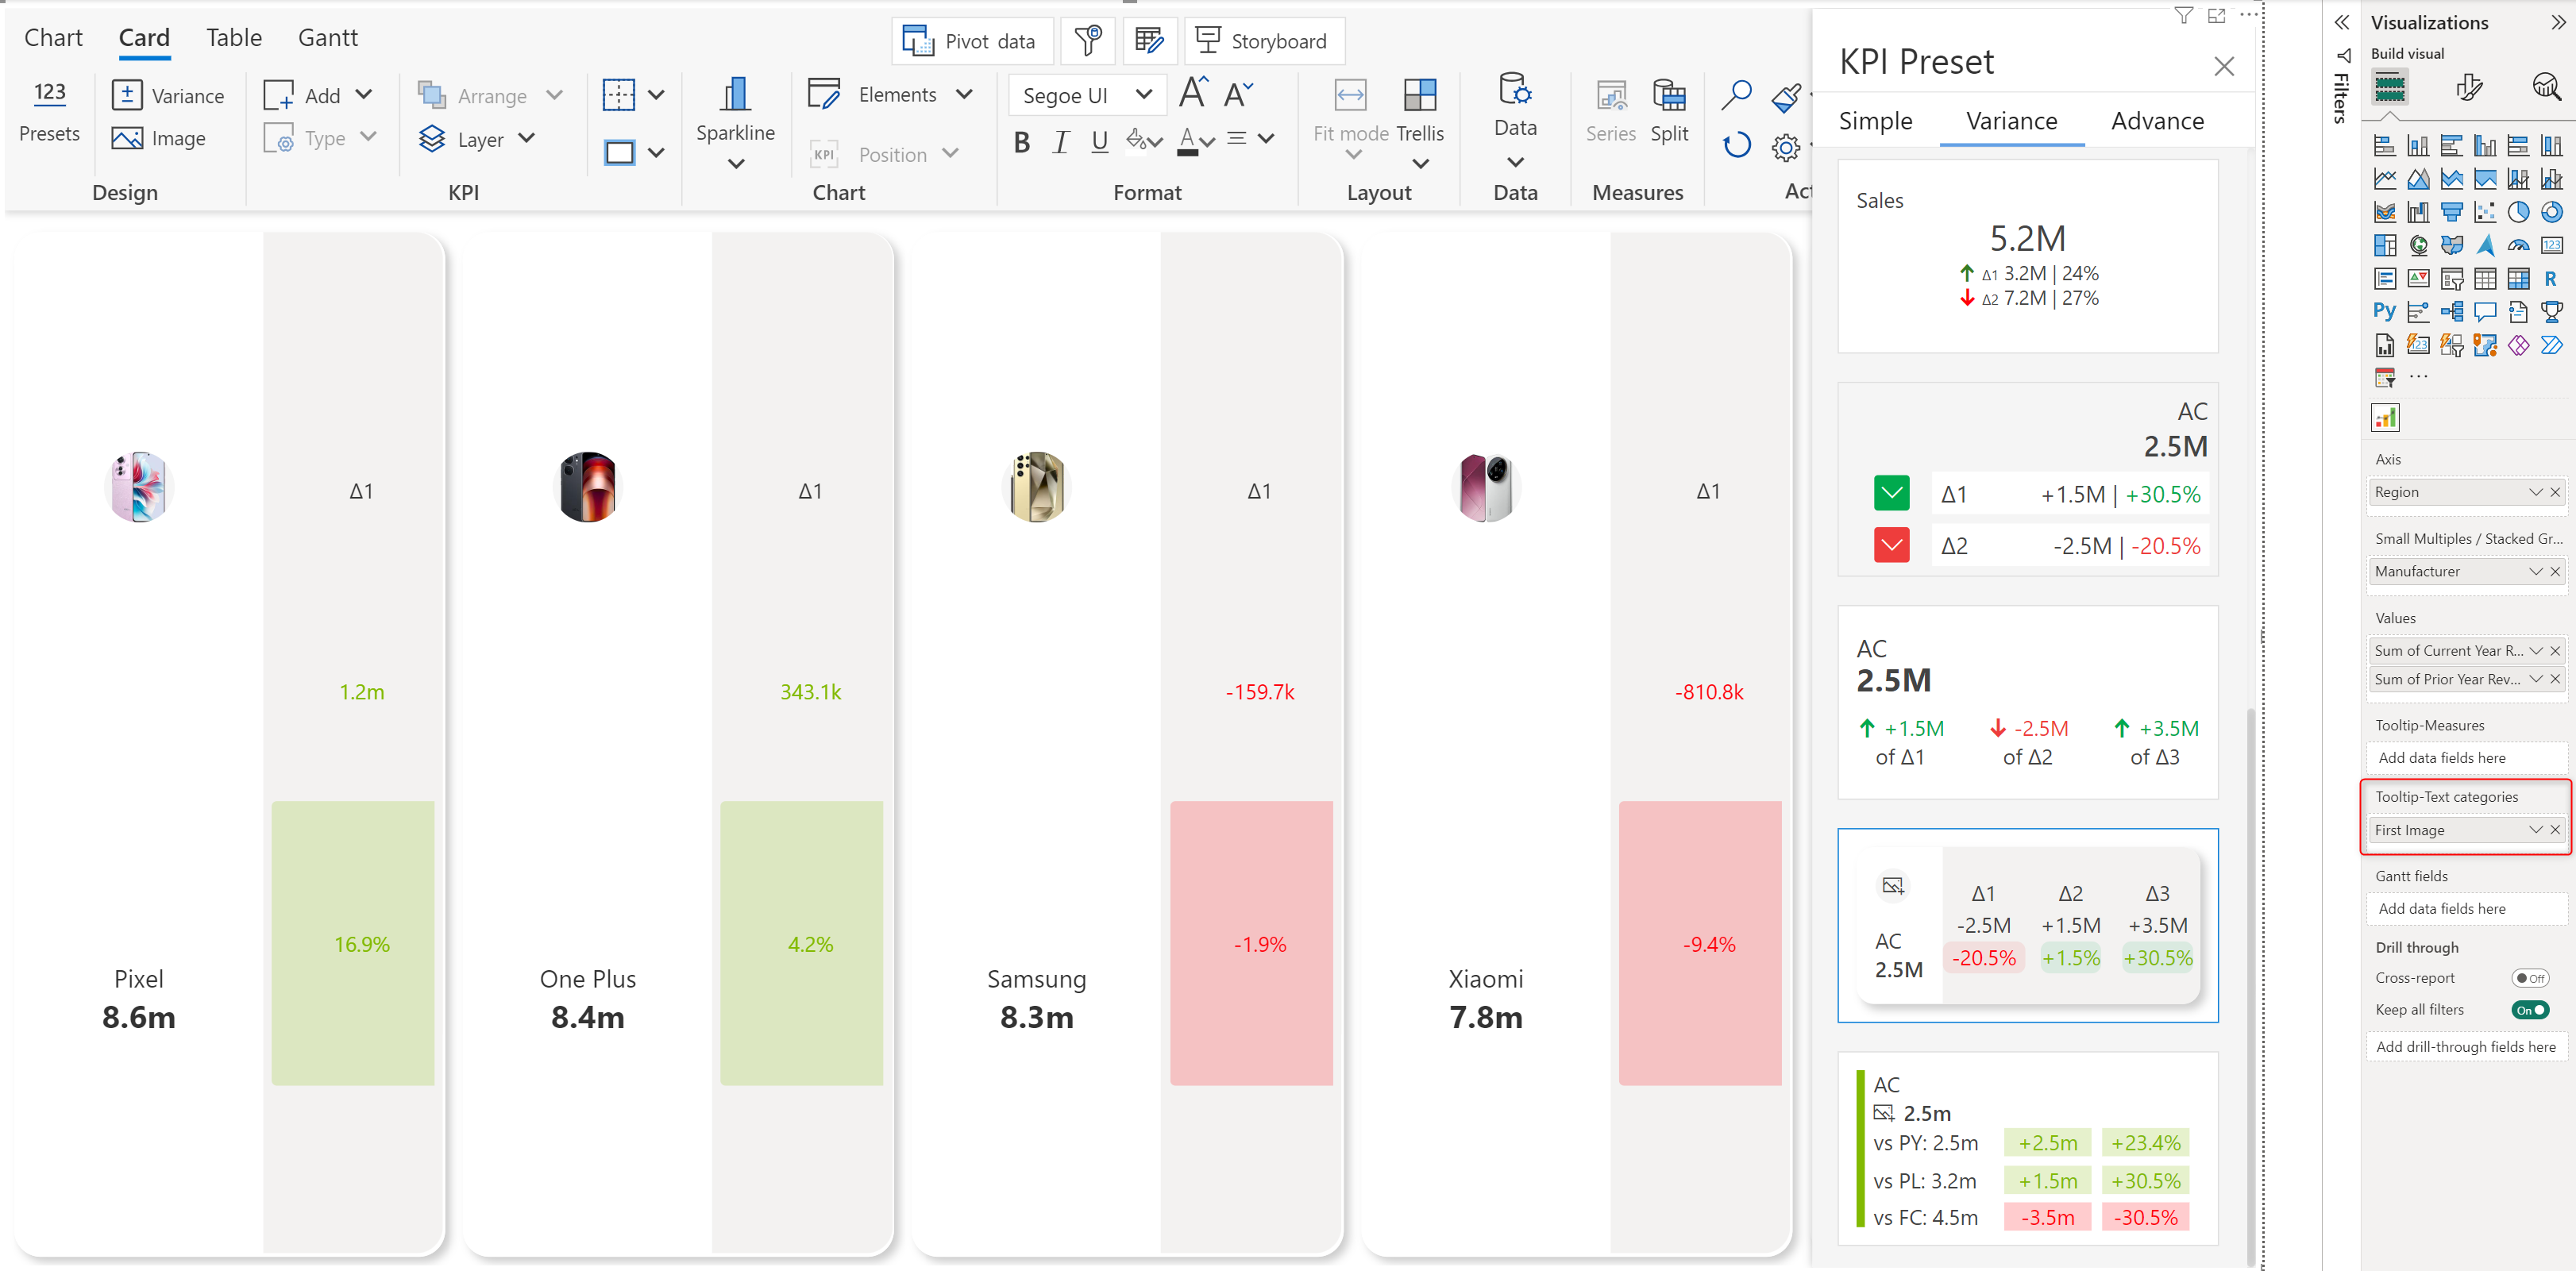 Chart Card Table Gantt
Pivot data
Storyboard
123
Presets
Variance
Image
Design
Add
Type
Arrange
Layer
KPI
Sparkline
Elements
KPI Position
Chart
Segoe UI
A A
B I U A
Format
Fit mode
Trellis
Layout
Data
Data
Series
Split
Measures
Act
Δ1
1.2m
16.9%
Pixel
8.6m
Δ1
343.1k
4.2%
One Plus
8.4m
Δ1
-159.7k
-1.9%
Samsung
8.3m
Δ1
-810.8k
-9.4%
Xiaomi
7.8m
KPI Preset
Simple Variance Advance
Sales
5.2M
Δ1 3.2M | 24%
Δ2 7.2M | 27%
AC
2.5M
Δ1 +1.5M | +30.5%
Δ2 -2.5M | -20.5%
AC
2.5M
+1.5M -2.5M +3.5M
of Δ1 of Δ2 of Δ3
Δ1 Δ2 Δ3
-2.5M +1.5M +3.5M
-20.5% +1.5% +30.5%
AC
2.5M
AC
2.5m
vs PY: 2.5m +2.5m +23.4%
vs PL: 3.2m +1.5m +30.5%
vs FC: 4.5m -3.5m -30.5%
Filters
Visualizations
Build visual
123
R
Py
123
Axis
Region
Small Multiples / Stacked Gr...
Manufacturer
Values
Sum of Current Year R...
Sum of Prior Year Rev...
Tooltip-Measures
Add data fields here
Tooltip-Text categories
First Image
Gantt fields
Add data fields here
Drill through
Cross-report Off
Keep all filters On
Add drill-through fields here